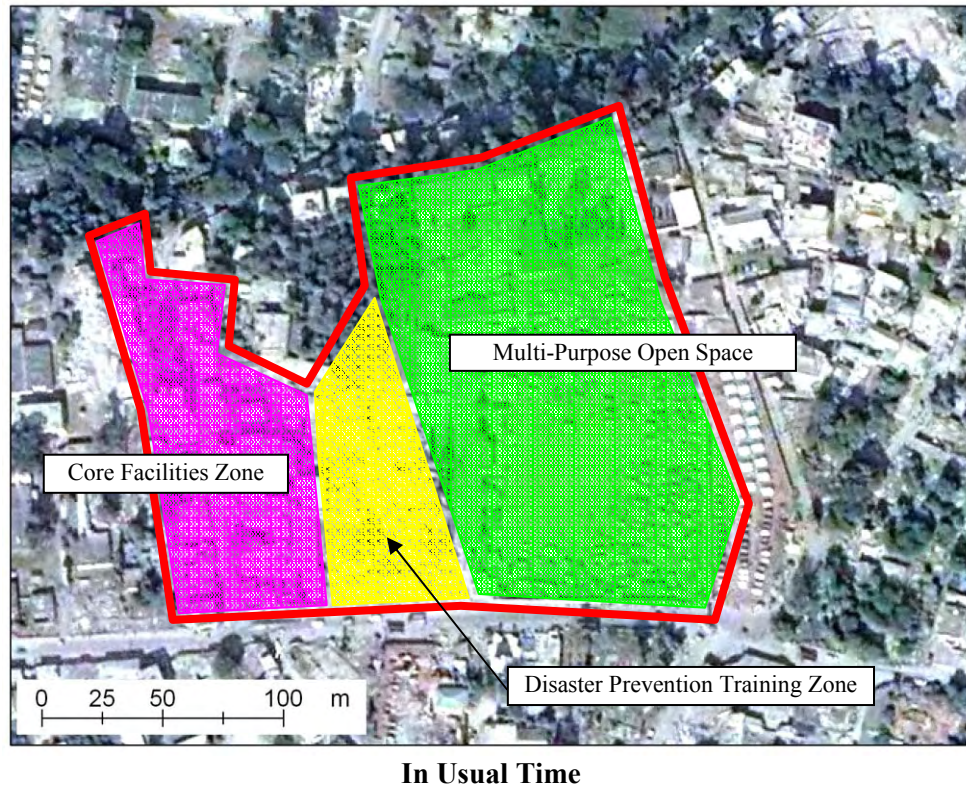 Multi-Purpose Open Space
Core Facilities Zone
Disaster Prevention Training Zone
0 25 50 100 m
In Usual Time